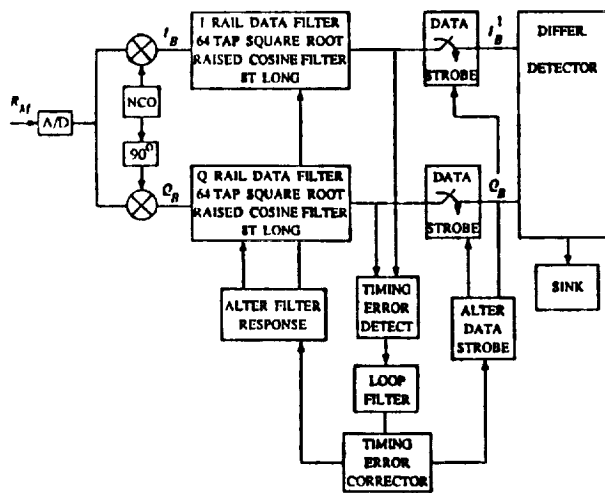 I RAIL DATA FILTER
64 TAP SQUARE ROOT
RAISED COSINE FILTER
8T LONG
DATA
STROBE
DIFFER.
DETECTOR
I_B
I_B^1
R_M
A/D
NCO
90°
Q_B
Q RAIL DATA FILTER
64 TAP SQUARE ROOT
RAISED COSINE FILTER
8T LONG
DATA
STROBE
Q_B
SINK
ALTER FILTER
RESPONSE
TIMING
ERROR
DETECT
ALTER
DATA
STROBE
LOOP
FILTER
TIMING
ERROR
CORRECTOR